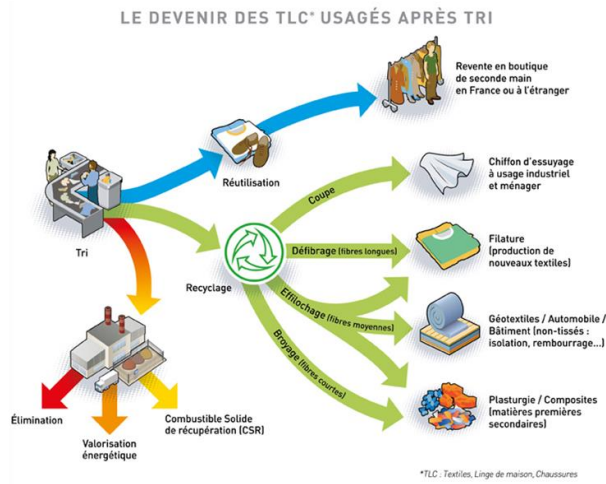 LE DEVENIR DES TLC* USAGÉS APRÈS TRI
Revente en boutique
de seconde main
en France ou à l'étranger
Réutilisation
Tri
Coupe
Chiffon d'essuyage
à usage industriel
et ménager
Défibrage (fibres longues)
Filature
(production de
nouveaux textiles)
Recyclage
Effilochage (fibres moyennes)
Géotextiles / Automobile /
Bâtiment (non-tissés :
isolation, rembourrage...)
Broyage (fibres courtes)
Plasturgie / Composites
(matières premières
secondaires)
Élimination
Valorisation
énergétique
Combustible Solide
de récupération (CSR)
*TLC : Textiles, Linge de maison, Chaussures